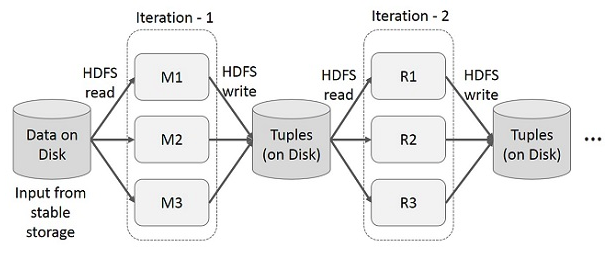 Iteration - 1
Iteration - 2
HDFS
read
M1
HDFS
write
HDFS
read
R1
HDFS
write
Data on
Disk
M2
Tuples
(on Disk)
R2
Tuples
(on Disk)
...
Input from
stable
storage
M3
R3